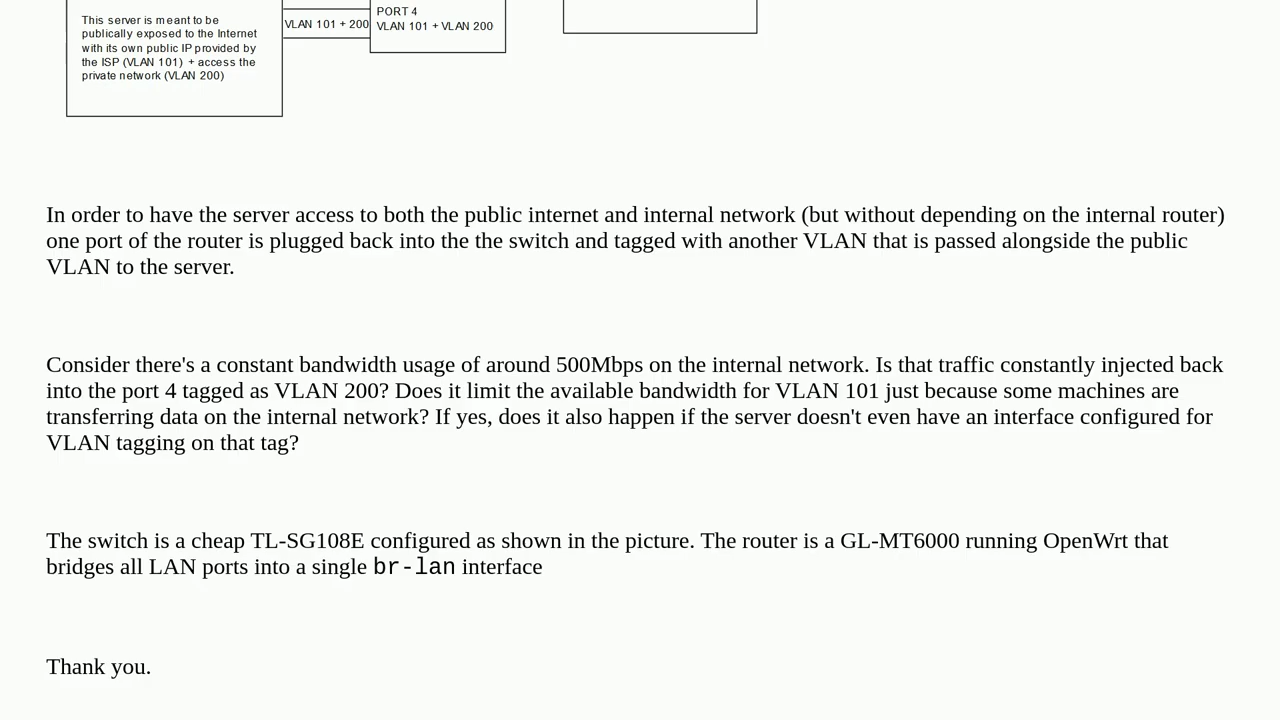 This server is meant to be
publically exposed to the Internet
with its own public IP provided by
the ISP (VLAN 101) + access the
private network (VLAN 200)
VLAN 101 + 200
PORT 4
VLAN 101 + VLAN 200
In order to have the server access to both the public internet and internal network (but without depending on the internal router)
one port of the router is plugged back into the the switch and tagged with another VLAN that is passed alongside the public
VLAN to the server.
Consider there's a constant bandwidth usage of around 500Mbps on the internal network. Is that traffic constantly injected back
into the port 4 tagged as VLAN 200? Does it limit the available bandwidth for VLAN 101 just because some machines are
transferring data on the internal network? If yes, does it also happen if the server doesn't even have an interface configured for
VLAN tagging on that tag?
The switch is a cheap TL-SG108E configured as shown in the picture. The router is a GL-MT6000 running OpenWrt that
bridges all LAN ports into a single br-lan interface
Thank you.